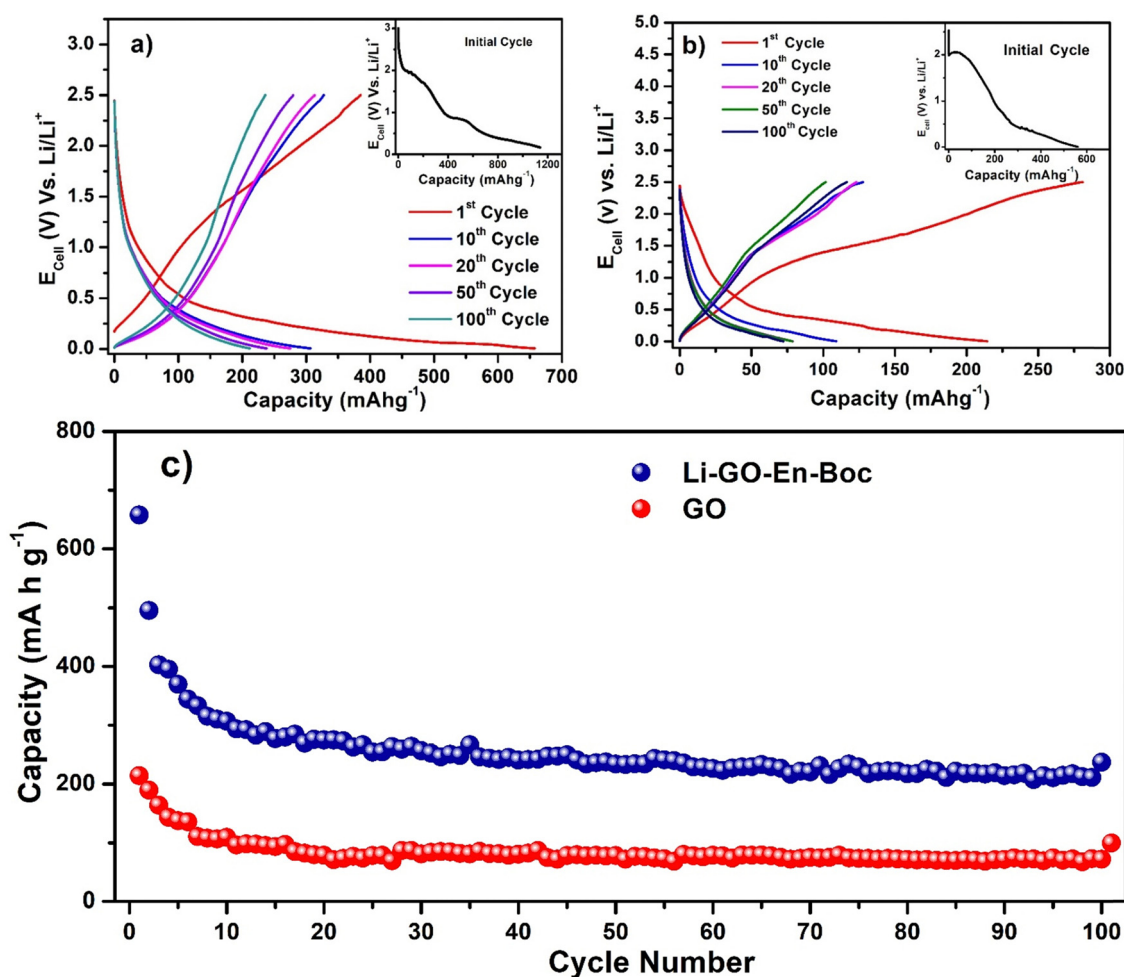 a)
Initial Cycle
E_Cell (V) Vs. Li/Li⁺
3
2
1
0
0 400 800 1200
Capacity (mAhg⁻¹)
3.0
2.5
2.0
1.5
1.0
0.5
0.0
E_Cell (V) Vs. Li/Li⁺
1st Cycle
10th Cycle
20th Cycle
50th Cycle
100th Cycle
0 100 200 300 400 500 600 700
Capacity (mAhg⁻¹)
b)
1st Cycle
10th Cycle
20th Cycle
50th Cycle
100th Cycle
Initial Cycle
E_cell (V) vs. Li/Li⁺
2
1
0
0 200 400 600
Capacity (mAhg⁻¹)
5.0
4.5
4.0
3.5
3.0
2.5
2.0
1.5
1.0
0.5
0.0
E_Cell (v) vs. Li/Li⁺
0 50 100 150 200 250 300
Capacity (mAhg⁻¹)
c)
Li-GO-En-Boc
GO
800
600
400
200
0
Capacity (mA h g⁻¹)
0 10 20 30 40 50 60 70 80 90 100
Cycle Number